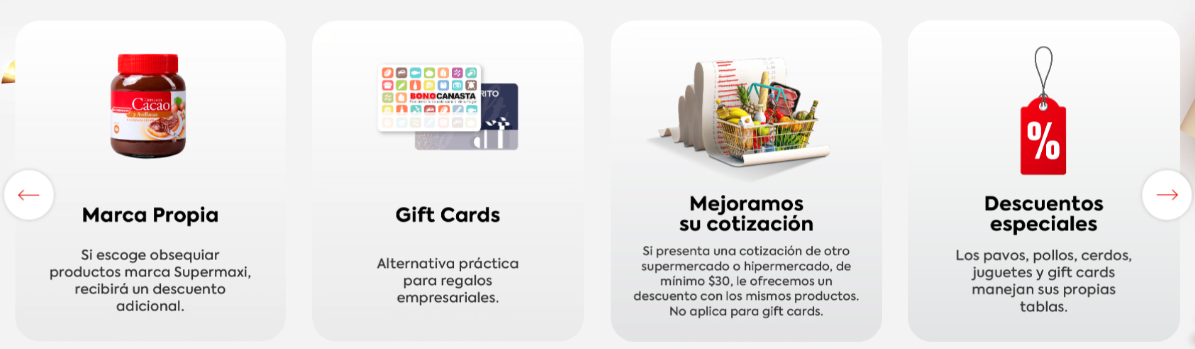 Cacao
y Avellanas
BONOCANASTA
RITO
%
Marca Propia
Si escoge obsequiar
productos marca Supermaxi,
recibirá un descuento
adicional.
Gift Cards
Alternativa práctica
para regalos
empresariales.
Mejoramos
su cotización
Si presenta una cotización de otro
supermercado o hipermercado, de
mínimo $30, le ofrecemos un
descuento con los mismos productos.
No aplica para gift cards.
Descuentos
especiales
Los pavos, pollos, cerdos,
juguetes y gift cards
manejan sus propias
tablas.